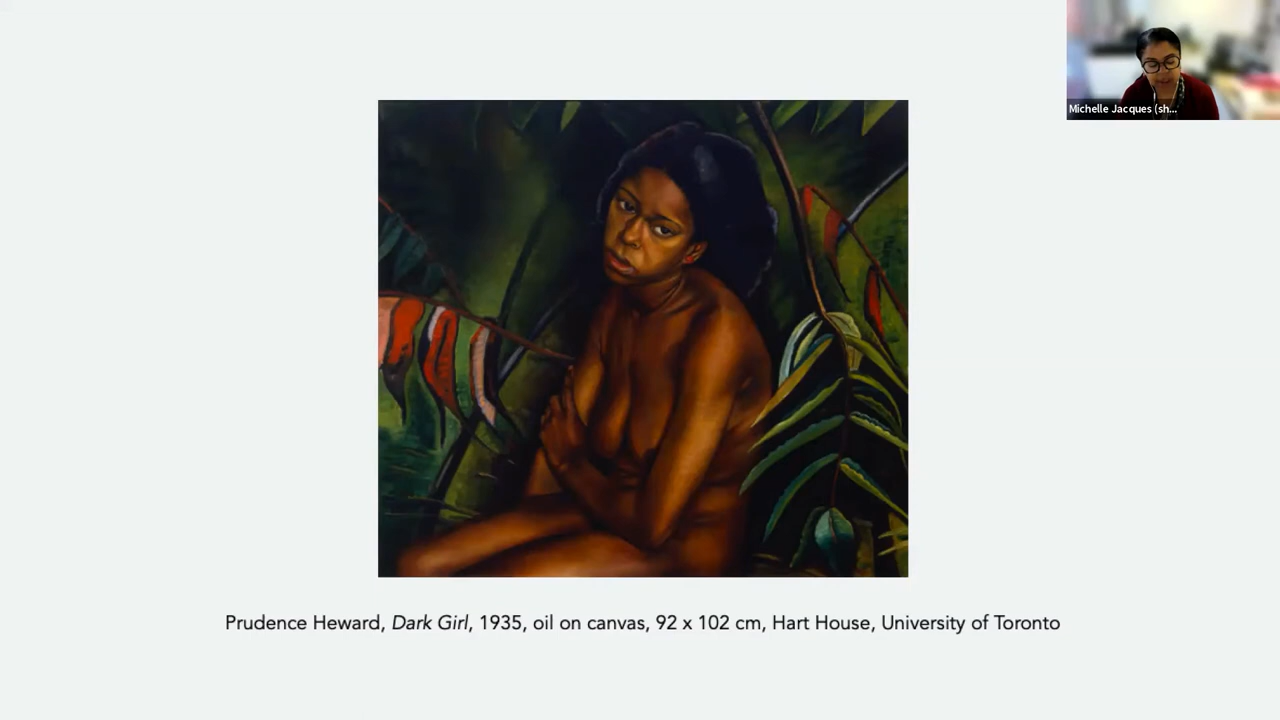 Michelle Jacques (sh...
Prudence Heward, Dark Girl, 1935, oil on canvas, 92 x 102 cm, Hart House, University of Toronto